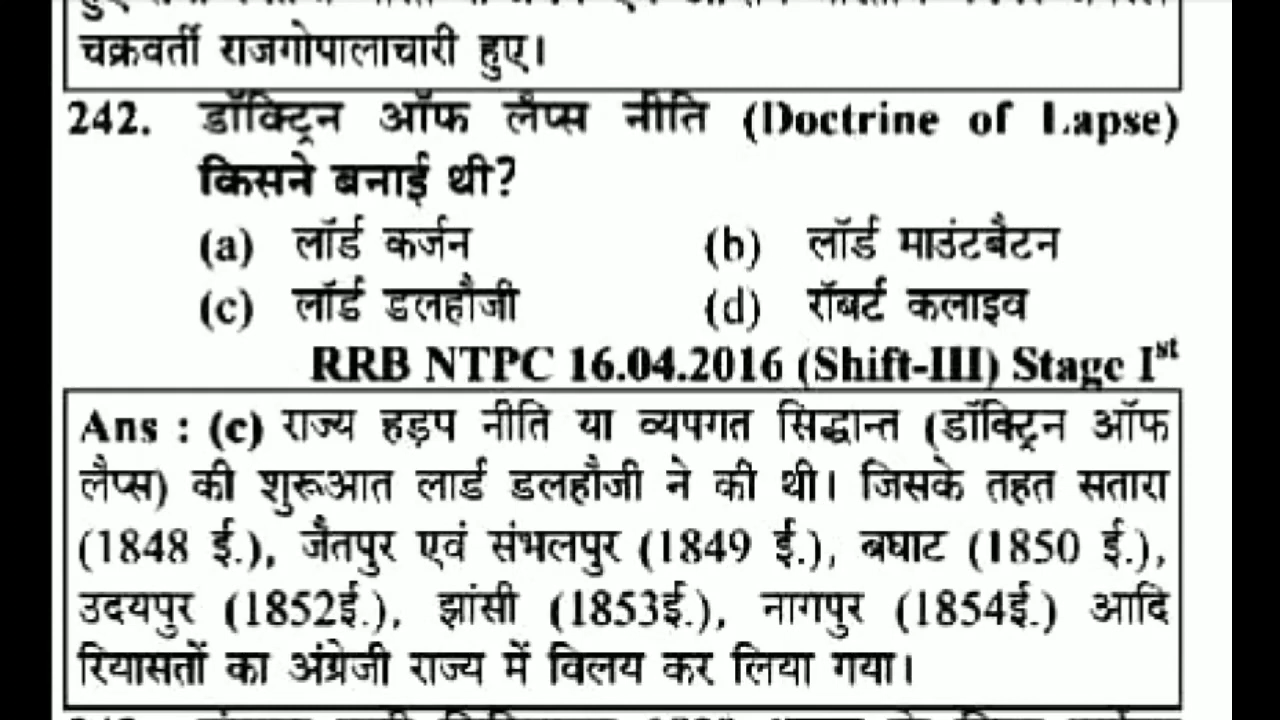 चक्रवर्ती राजगोपालाचारी हुए।
242. डॉक्ट्रिन ऑफ लैप्स नीति (Doctrine of Lapse)
किसने बनाई थी?
(a) लॉर्ड कर्जन (b) लॉर्ड माउंटबैटन
(c) लॉर्ड डलहौजी (d) रॉबर्ट कलाइव
RRB NTPC 16.04.2016 (Shift-III) Stage Ist
Ans : (c) राज्य हड़प नीति या व्यपगत सिद्धान्त (डॉक्ट्रिन ऑफ
लैप्स) की शुरूआत लार्ड डलहौजी ने की थी। जिसके तहत सतारा
(1848 ई.), जैतपुर एवं संभलपुर (1849 ई.), बघाट (1850 ई.),
उदयपुर (1852ई.), झांसी (1853ई.), नागपुर (1854ई.) आदि
रियासतों का अंग्रेजी राज्य में विलय कर लिया गया।